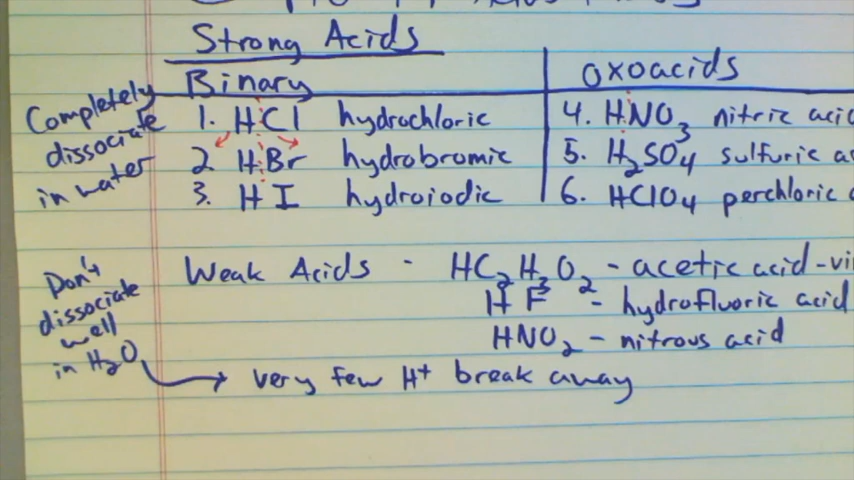 Strong Acids
Binary
oxoacids
Completely
dissociate
in water
1. HCl hydrochloric
2. HBr hydrobromic
3. HI hydroiodic
4. HNO3 nitric acid
5. H2SO4 sulfuric a
6. HClO4 perchloric
Weak Acids - HC2H3O2 - acetic acid - vi
HF - hydrofluoric acid
HNO2 - nitrous acid
Don't
dissociate
well
in H2O
very few H+ break away